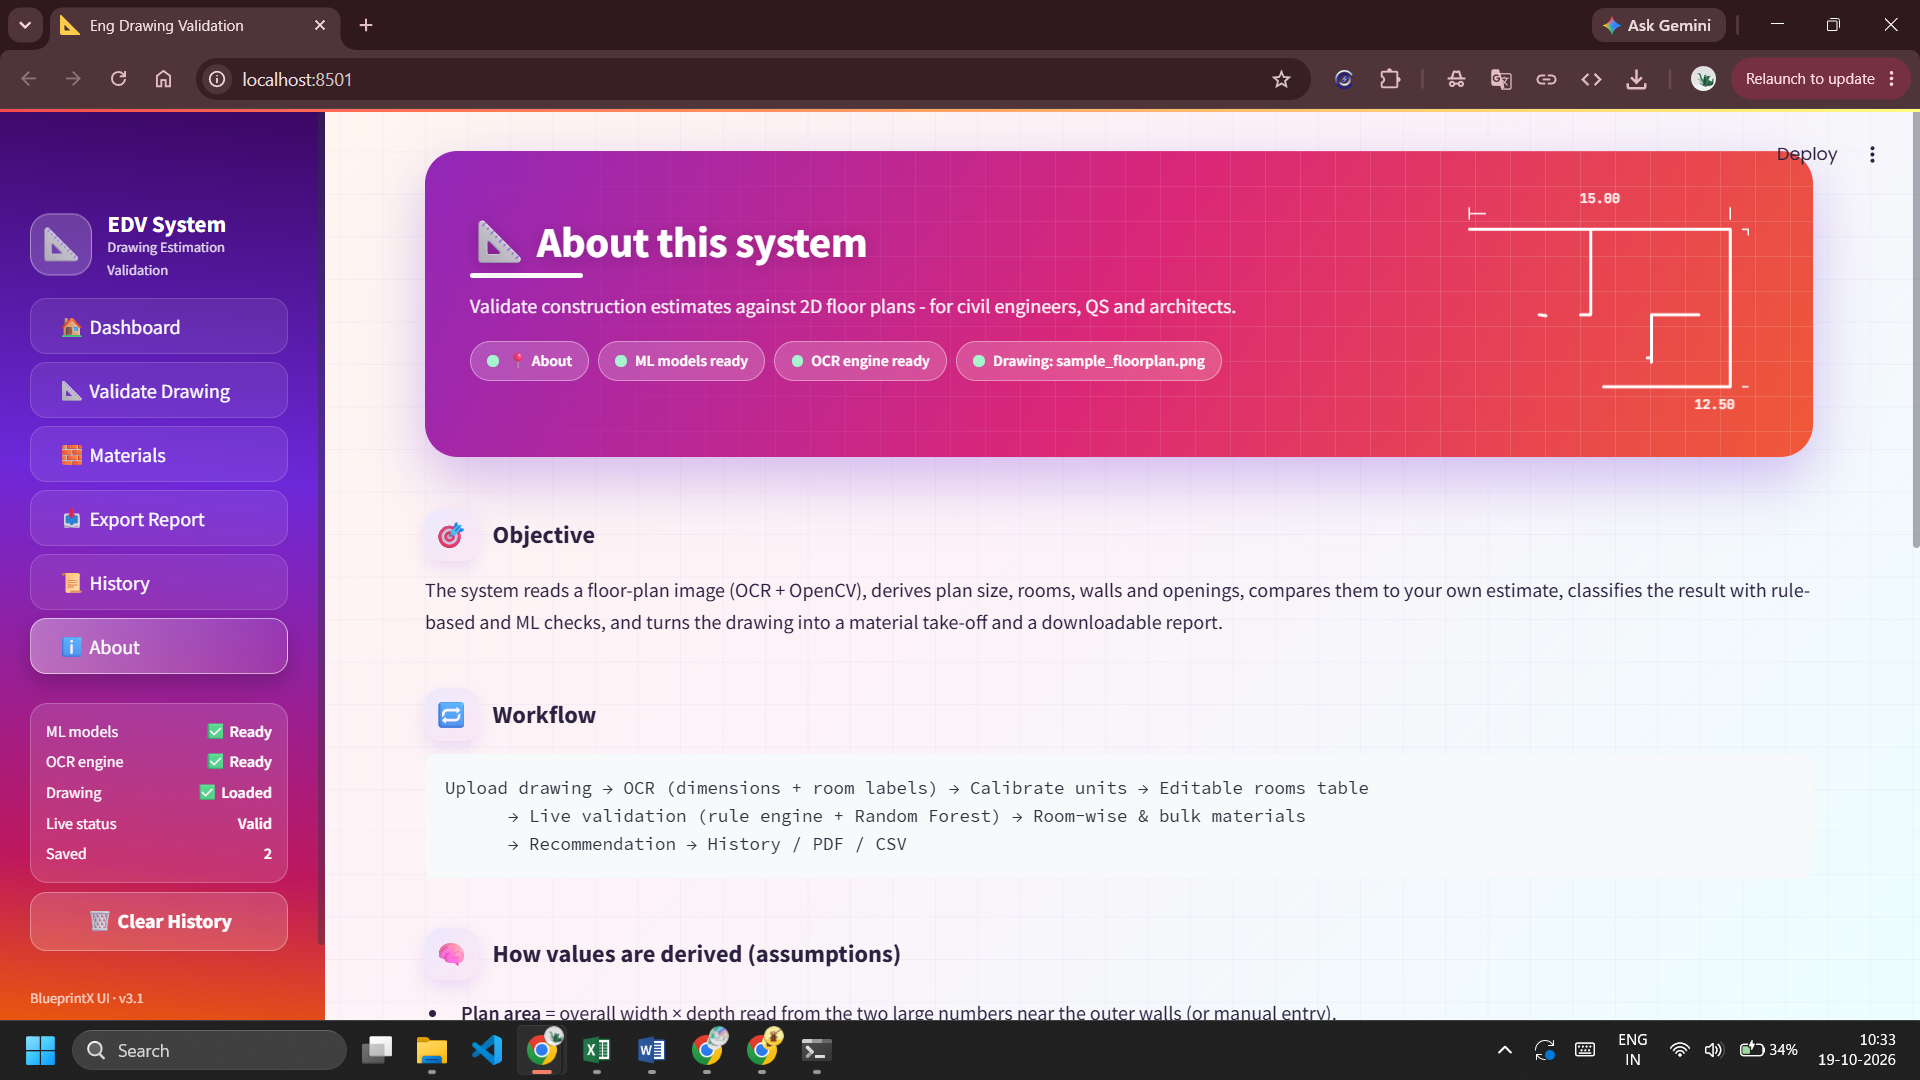 Eng Drawing Validation
Ask Gemini
localhost:8501
Relaunch to update
EDV System
Drawing Estimation
Validation
Dashboard
Validate Drawing
Materials
Export Report
History
About
ML models Ready
OCR engine Ready
Drawing Loaded
Live status Valid
Saved 2
Clear History
BlueprintX UI · v3.1
Deploy
About this system
Validate construction estimates against 2D floor plans - for civil engineers, QS and architects.
About
ML models ready
OCR engine ready
Drawing: sample_floorplan.png
15.00
12.50
Objective
The system reads a floor-plan image (OCR + OpenCV), derives plan size, rooms, walls and openings, compares them to your own estimate, classifies the result with rule-
based and ML checks, and turns the drawing into a material take-off and a downloadable report.
Workflow
Upload drawing → OCR (dimensions + room labels) → Calibrate units → Editable rooms table
→ Live validation (rule engine + Random Forest) → Room-wise & bulk materials
→ Recommendation → History / PDF / CSV
How values are derived (assumptions)
• Plan area = overall width × depth read from the two large numbers near the outer walls (or manual entry).
Search
ENG
IN
34%
10:33
19-10-2026